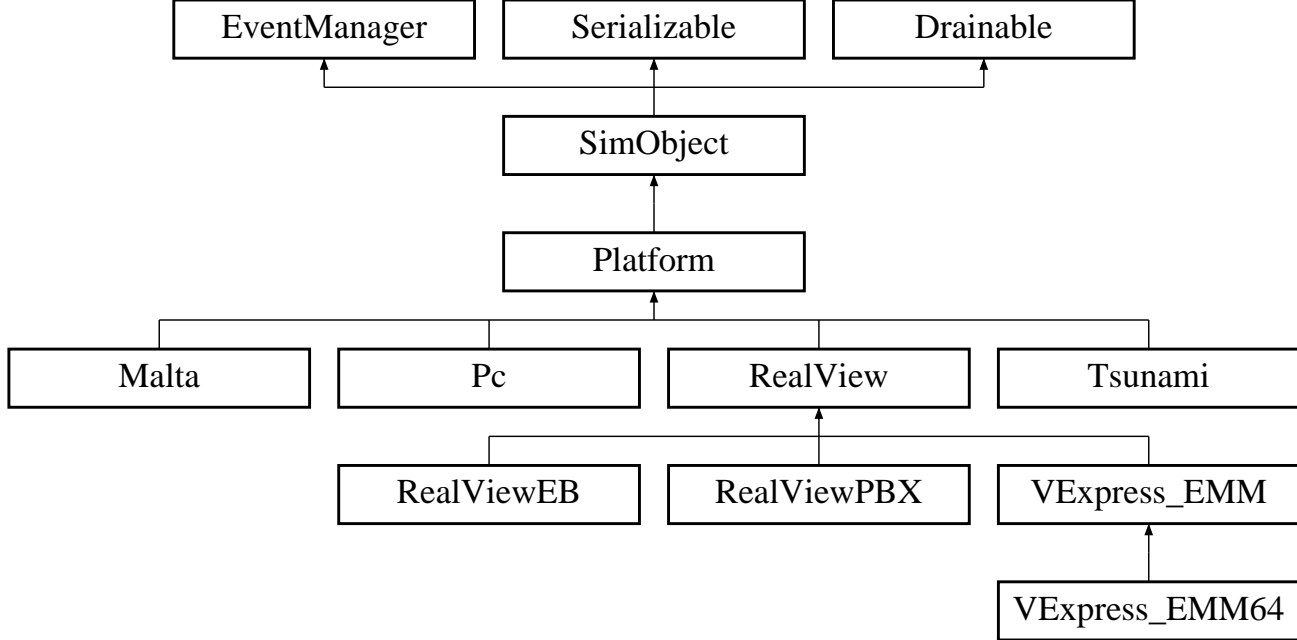 EventManager
Serializable
Drainable
SimObject
Platform
Malta
Pc
RealView
Tsunami
RealViewEB
RealViewPBX
VExpress_EMM
VExpress_EMM64